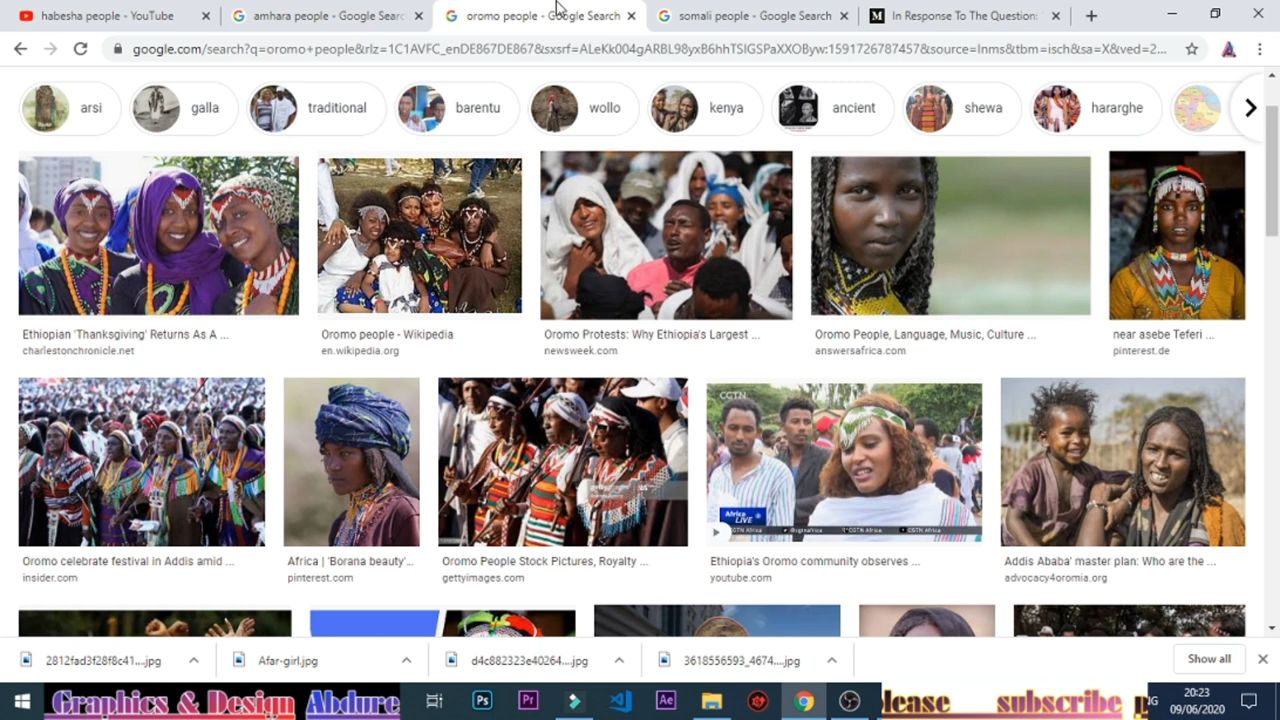 habesha people - YouTube
amhara people - Google Search
oromo people - Google Search
somali people - Google Search
In Response To The Question:
google.com/search?q=oromo+people&rlz=1C1AVFC_enDE867DE867&sxsrf=ALeKk004gARBL98yxB6hhTSIGSPaXXOByw:1591726787457&source=lnms&tbm=isch&sa=X&ved=2...
arsi
galla
traditional
barentu
wollo
kenya
ancient
shewa
hararghe
Ethiopian 'Thanksgiving' Returns As A ...
charlestonchronicle.net
Oromo people - Wikipedia
en.wikipedia.org
Oromo Protests: Why Ethiopia's Largest ...
newsweek.com
Oromo People, Language, Music, Culture ...
answersafrica.com
near asebe Teferi ...
pinterest.de
CGTN
Africa
LIVE
CGTN Africa
Oromo celebrate festival in Addis amid ...
insider.com
Africa | 'Borana beauty'...
pinterest.com
Oromo People Stock Pictures, Royalty ...
gettyimages.com
Ethiopia's Oromo community observes ...
youtube.com
Addis Ababa' master plan: Who are the ...
advocacy4oromia.org
2812fad3f28f8c41....jpg
Afar-girl.jpg
d4c882323e40264....jpg
3618556593_4674....jpg
Show all
Graphics & Design Abdure
Ps
Pr
Ae
lease subscribe p
20:23
09/06/2020